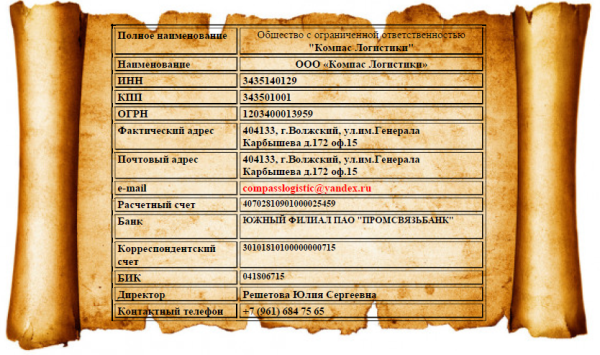 Полное наименование
Общество с ограниченной ответственностью
"Компас Логистики"
Наименование
ООО «Компас Логистики»
ИНН
3435140129
КПП
343501001
ОГРН
1203400013959
Фактический адрес
404133, г.Волжский, ул.им.Генерала
Карбышева д.172 оф.15
Почтовый адрес
404133, г.Волжский, ул.им.Генерала
Карбышева д.172 оф.15
e-mail
compasslogistic@yandex.ru
Расчетный счет
40702810901000025459
Банк
ЮЖНЫЙ ФИЛИАЛ ПАО "ПРОМСВЯЗЬБАНК"
Корреспондентский
счет
30101810100000000715
БИК
041806715
Директор
Решетова Юлия Сергеевна
Контактный телефон
+7 (961) 684 75 65